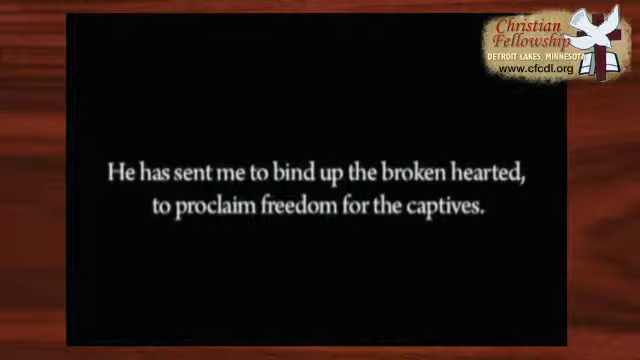 Christian
Fellowship
DETROIT LAKES, MINNESOTA
www.cfcdl.org
He has sent me to bind up the broken hearted,
to proclaim freedom for the captives.